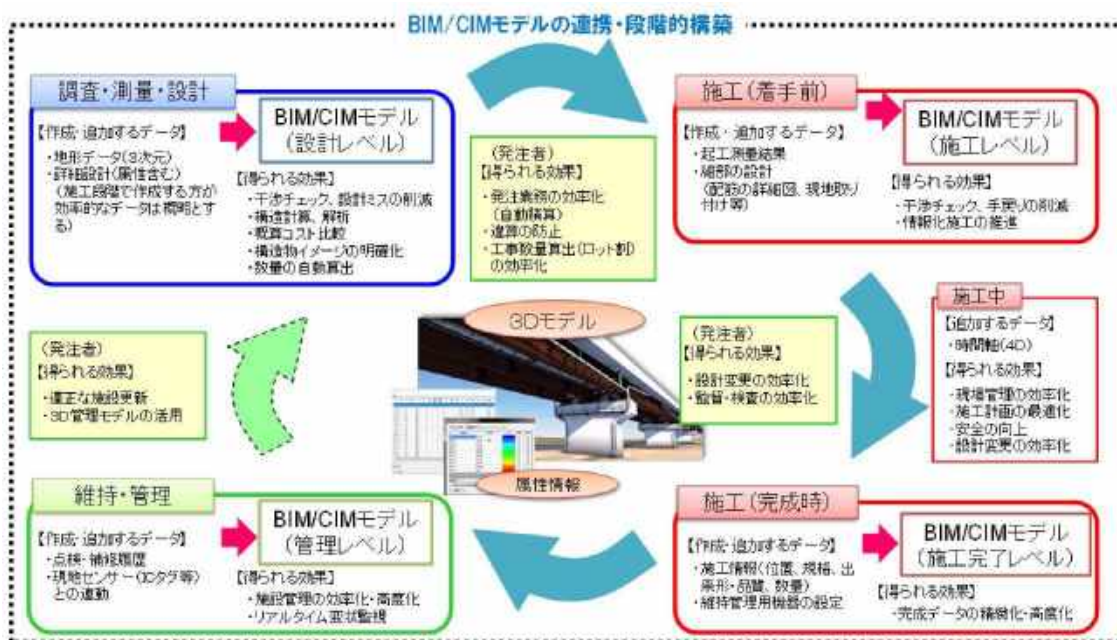 BIM/CIMモデルの連携・段階的構築
調査・測量・設計
【作成・追加するデータ】
・地形データ(3次元)
・詳細設計(属性含む)
(施工段階で作成する方が
効率的なデータは概略とす
る)
BIM/CIMモデル
(設計レベル)
【得られる効果】
・干渉チェック、設計ミスの削減
・構造計算、解析
・概算コスト比較
・構造物イメージの明確化
・数量の自動算出
(発注者)
【得られる効果】
・発注業務の効率化
(自動積算)
・違算の防止
・工事数量算出(ロット割)
の効率化
施工(着手前)
【作成・追加するデータ】
・起工測量結果
・細部の設計
(配筋の詳細図、現地取り
付け等)
BIM/CIMモデル
(施工レベル)
【得られる効果】
・干渉チェック、手戻りの削減
・情報化施工の推進
施工中
【追加するデータ】
・時間軸(4D)
【得られる効果】
・現場管理の効率化
・施工計画の最適化
・安全の向上
・設計変更の効率化
(発注者)
【得られる効果】
・設計変更の効率化
・監督・検査の効率化
3Dモデル
属性情報
(発注者)
【得られる効果】
・適正な施設更新
・3D管理モデルの活用
維持・管理
【作成・追加するデータ】
・点検・補修履歴
・現地センサー(ICタグ等)
との連動
BIM/CIMモデル
(管理レベル)
【得られる効果】
・施設管理の効率化・高度化
・リアルタイム変状監視
施工(完成時)
【作成・追加するデータ】
・施工情報(位置、規格、出
来形・品質、数量)
・維持管理用機器の設定
BIM/CIMモデル
(施工完了レベル)
【得られる効果】
・完成データの精緻化・高度化